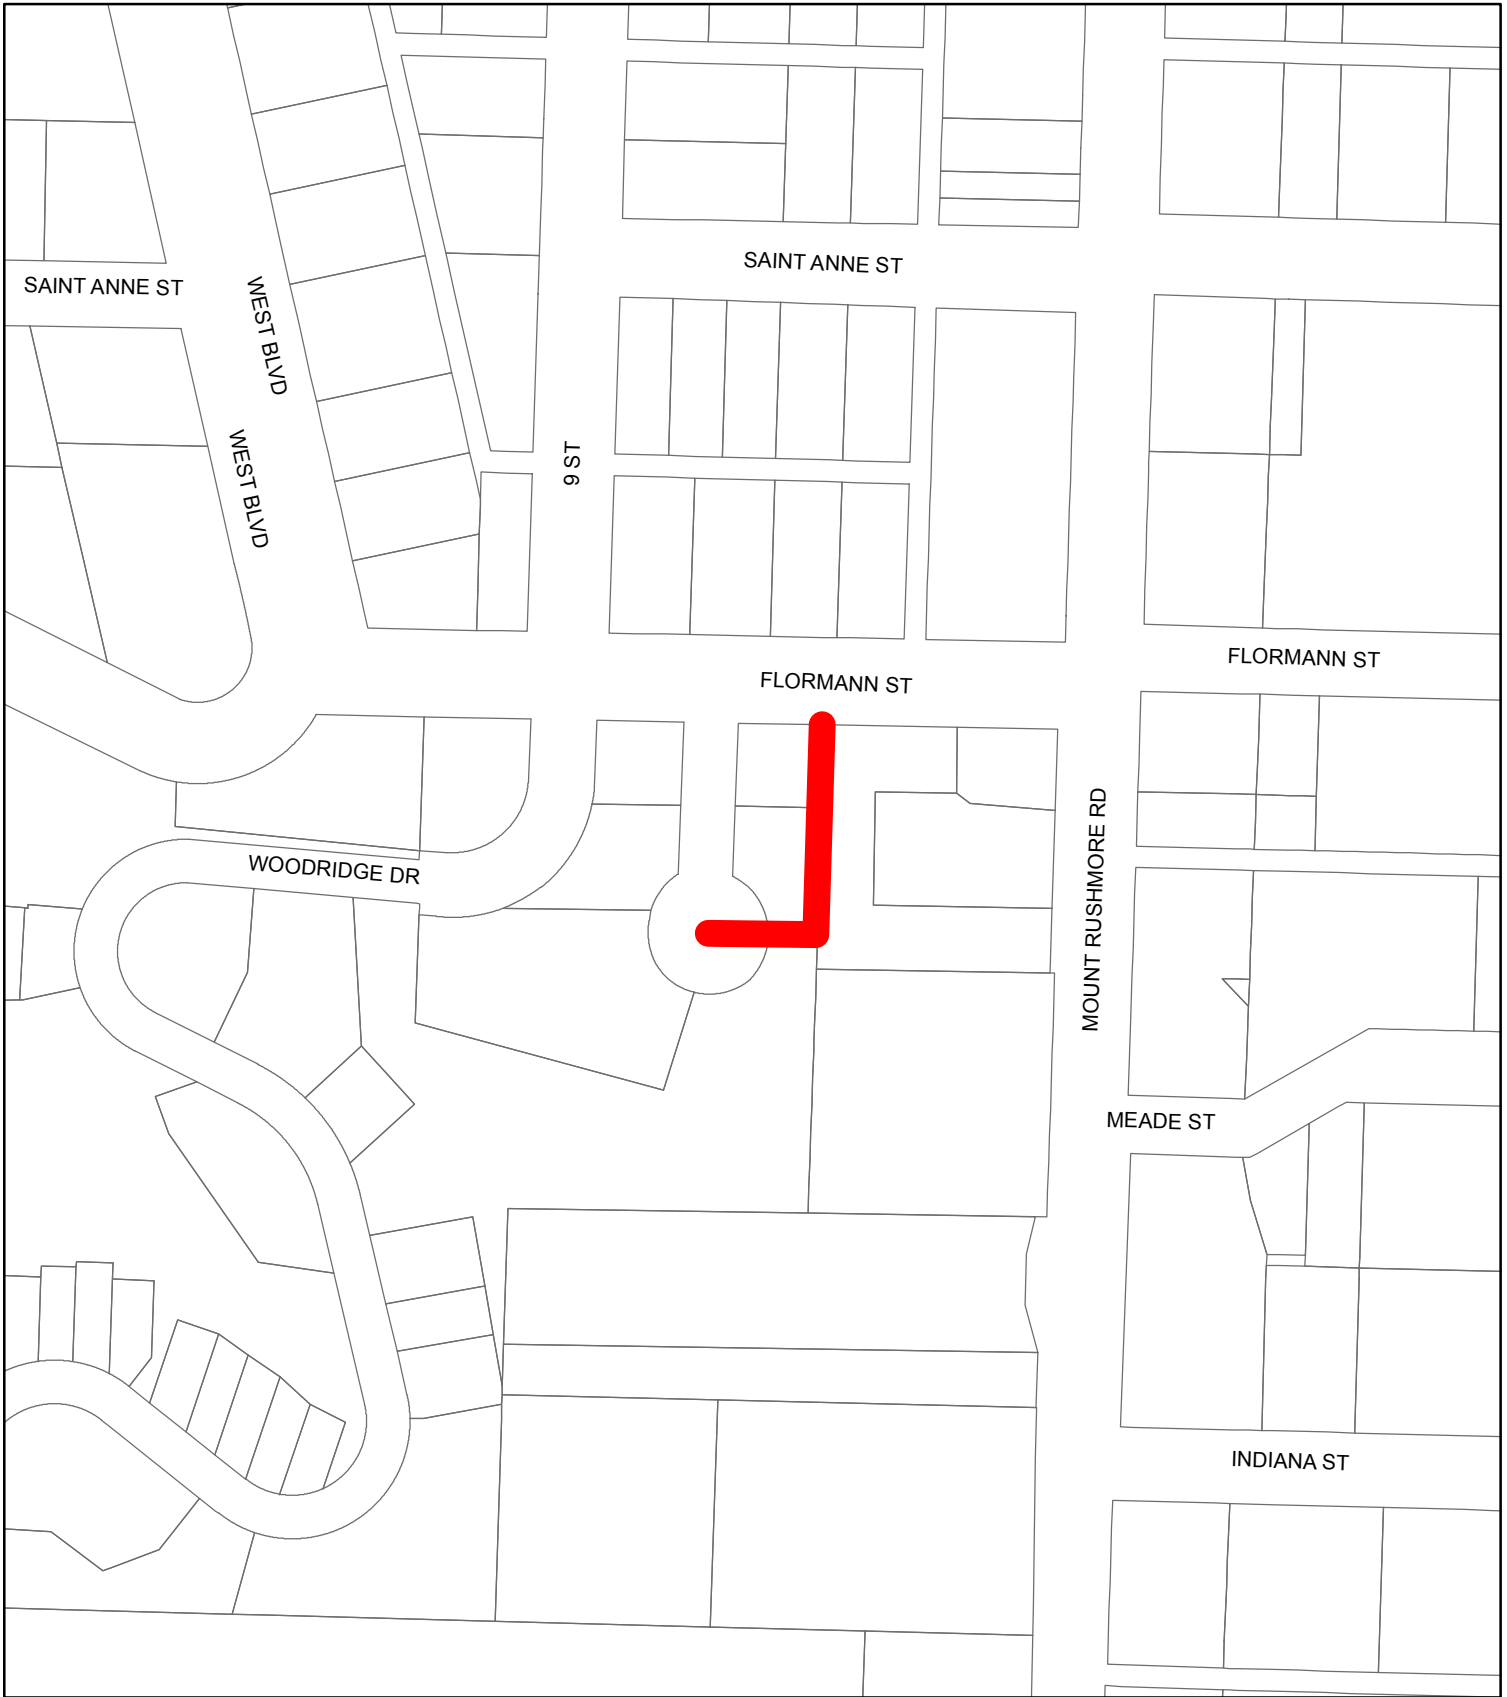 SAINT ANNE ST
SAINT ANNE ST
WEST BLVD
WEST BLVD
9 ST
FLORMANN ST
FLORMANN ST
WOODRIDGE DR
MOUNT RUSHMORE RD
MEADE ST
INDIANA ST